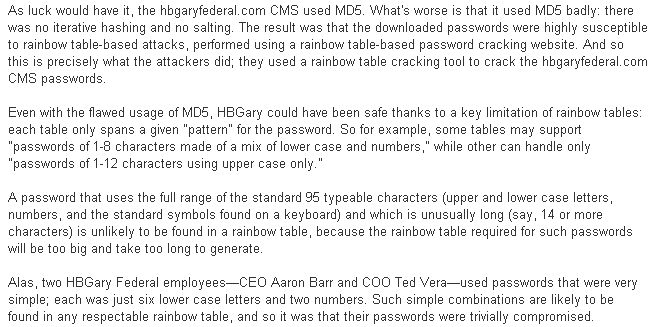 As luck would have it, the hbgaryfederal.com CMS used MD5. What's worse is that it used MD5 badly: there
was no iterative hashing and no salting. The result was that the downloaded passwords were highly susceptible
to rainbow table-based attacks, performed using a rainbow table-based password cracking website. And so
this is precisely what the attackers did; they used a rainbow table cracking tool to crack the hbgaryfederal.com
CMS passwords.
Even with the flawed usage of MD5, HBGary could have been safe thanks to a key limitation of rainbow tables:
each table only spans a given "pattern" for the password. So for example, some tables may support
"passwords of 1-8 characters made of a mix of lower case and numbers," while other can handle only
"passwords of 1-12 characters using upper case only."
A password that uses the full range of the standard 95 typeable characters (upper and lower case letters,
numbers, and the standard symbols found on a keyboard) and which is unusually long (say, 14 or more
characters) is unlikely to be found in a rainbow table, because the rainbow table required for such passwords
will be too big and take too long to generate.
Alas, two HBGary Federal employees—CEO Aaron Barr and COO Ted Vera—used passwords that were very
simple; each was just six lower case letters and two numbers. Such simple combinations are likely to be
found in any respectable rainbow table, and so it was that their passwords were trivially compromised.